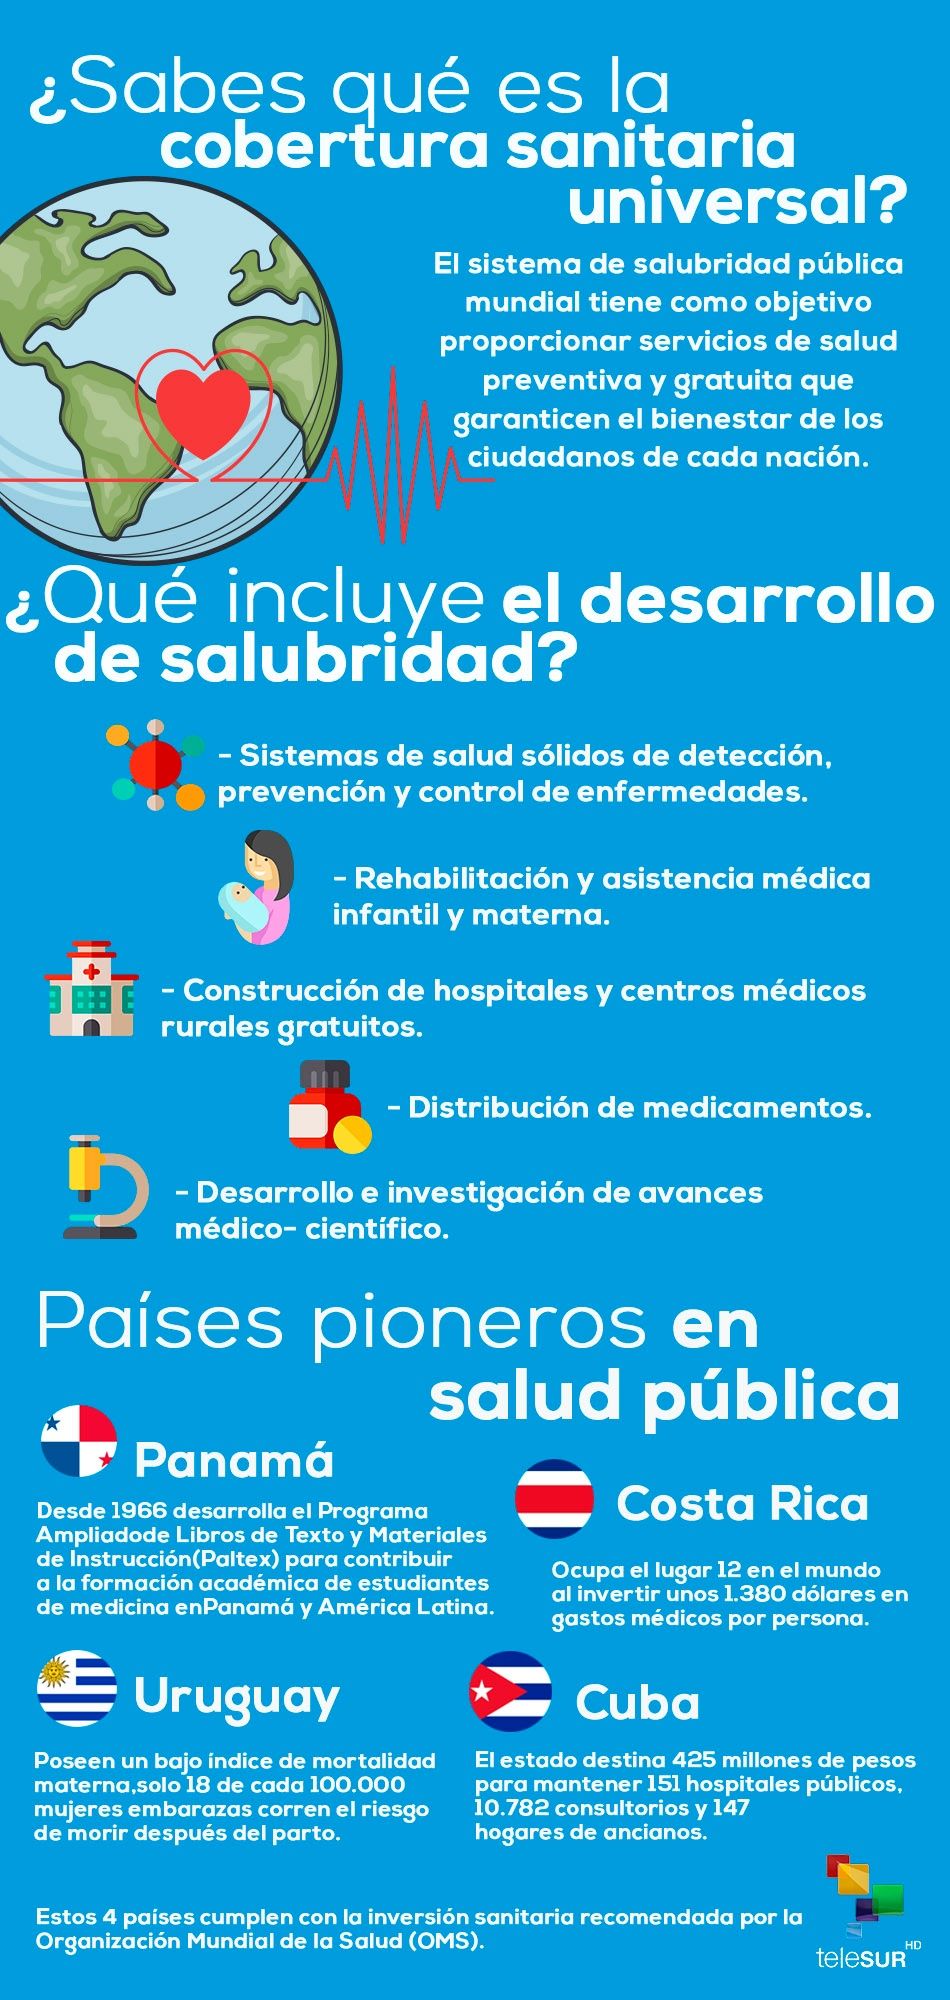 ¿Sabes qué es la
cobertura sanitaria
universal?
El sistema de salubridad pública
mundial tiene como objetivo
proporcionar servicios de salud
preventiva y gratuita que
garanticen el bienestar de los
ciudadanos de cada nación.
¿Qué incluye el desarrollo
de salubridad?
- Sistemas de salud sólidos de detección,
prevención y control de enfermedades.
- Rehabilitación y asistencia médica
infantil y materna.
- Construcción de hospitales y centros médicos
rurales gratuitos.
- Distribución de medicamentos.
- Desarrollo e investigación de avances
médico- científico.
Países pioneros en
salud pública
Panamá
Desde 1966 desarrolla el Programa
Ampliadode Libros de Texto y Materiales
de Instrucción(Paltex) para contribuir
a la formación académica de estudiantes
de medicina enPanamá y América Latina.
Costa Rica
Ocupa el lugar 12 en el mundo
al invertir unos 1.380 dólares en
gastos médicos por persona.
Uruguay
Poseen un bajo índice de mortalidad
materna,solo 18 de cada 100.000
mujeres embarazas corren el riesgo
de morir después del parto.
Cuba
El estado destina 425 millones de pesos
para mantener 151 hospitales públicos,
10.782 consultorios y 147
hogares de ancianos.
Estos 4 países cumplen con la inversión sanitaria recomendada por la
Organización Mundial de la Salud (OMS).
teleSUR HD